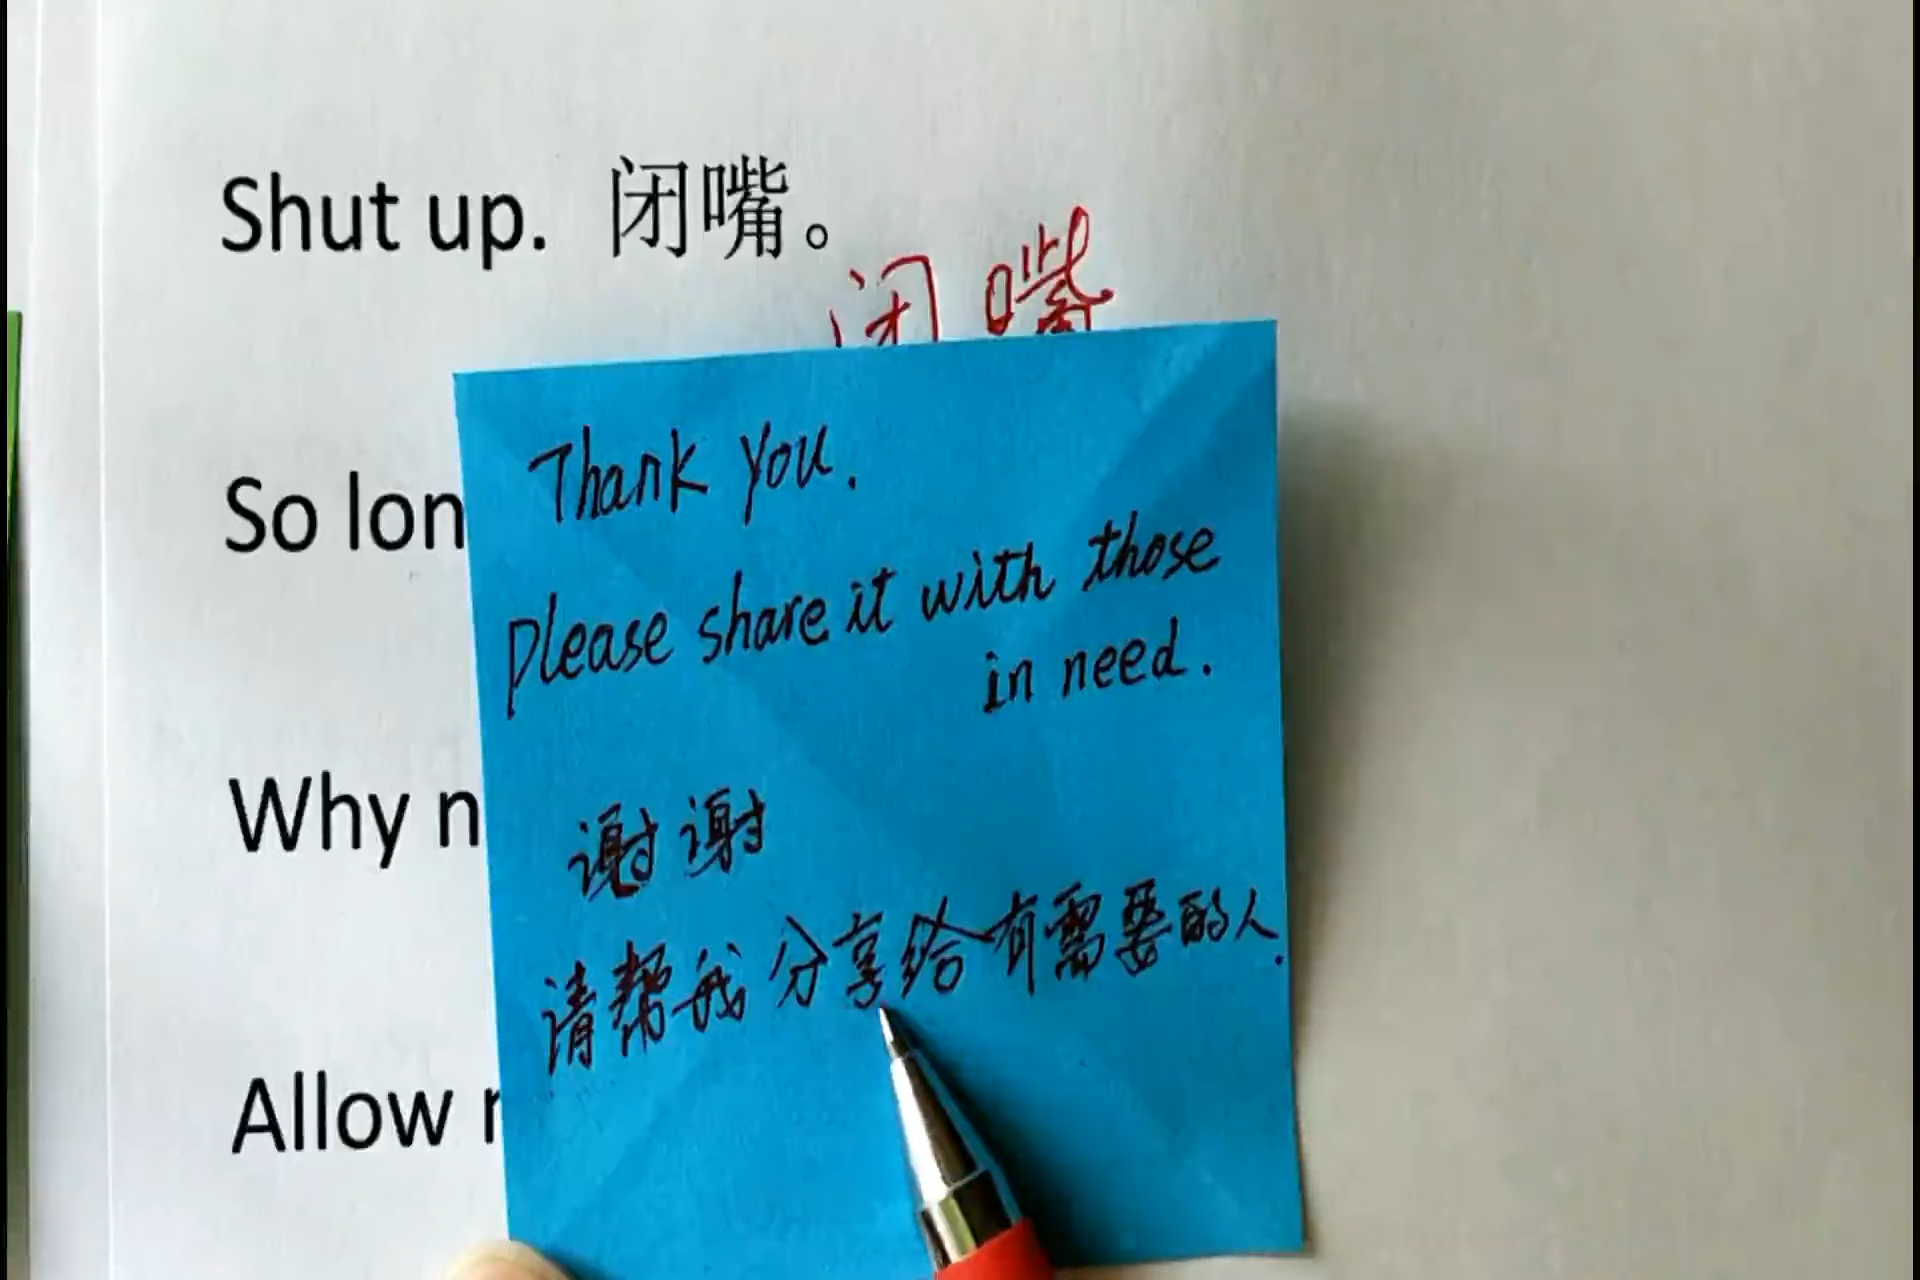 Shut up. 闭嘴。
闭嘴
So lon
Thank you.
please share it with those
in need.
Why n
谢谢
请帮我分享给有需要的人.
Allow